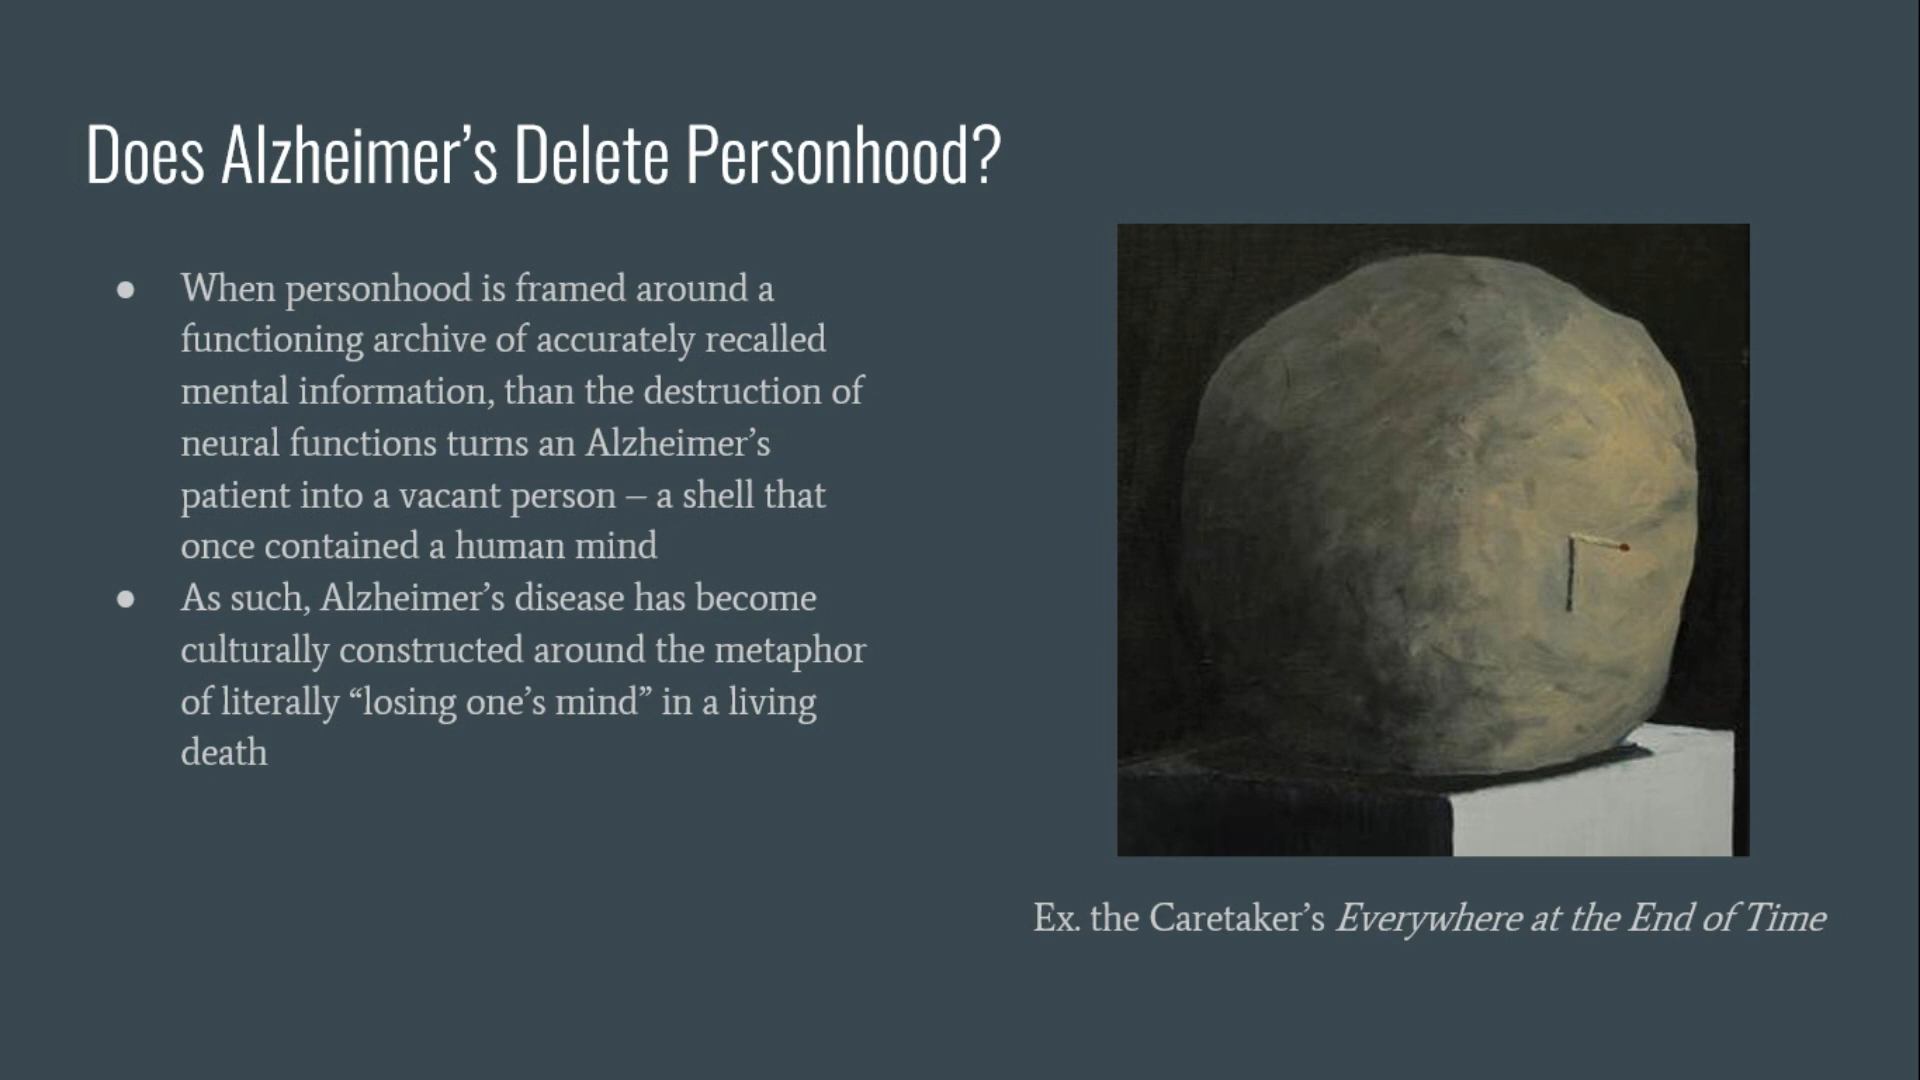 Does Alzheimer’s Delete Personhood?
● When personhood is framed around a
functioning archive of accurately recalled
mental information, than the destruction of
neural functions turns an Alzheimer’s
patient into a vacant person – a shell that
once contained a human mind
● As such, Alzheimer’s disease has become
culturally constructed around the metaphor
of literally “losing one’s mind” in a living
death
Ex. the Caretaker’s Everywhere at the End of Time